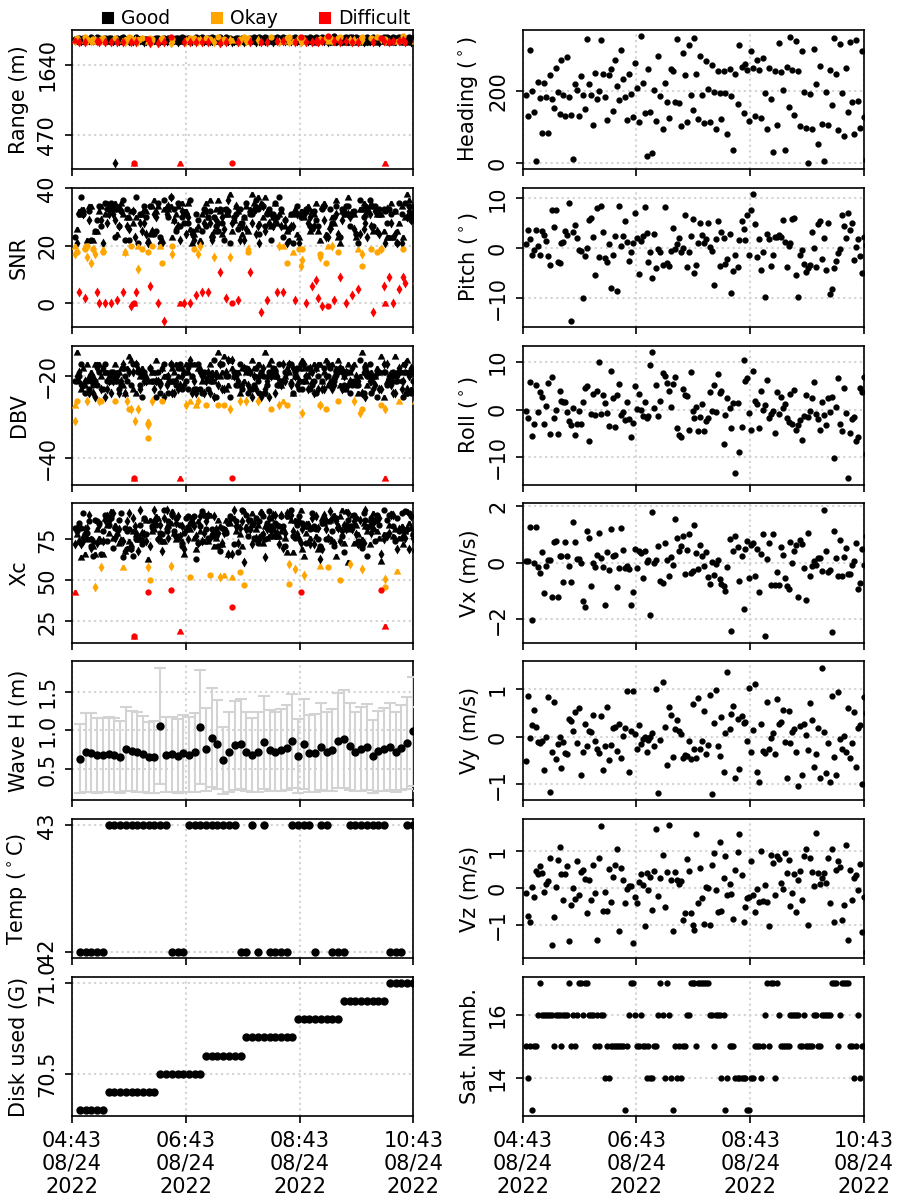 Good Okay Difficult
Range (m)
1640
470
Heading (°)
200
0
SNR
40
20
0
Pitch (°)
10
0
−10
DBV
−20
−40
Roll (°)
10
0
−10
Xc
75
50
25
Vx (m/s)
2
0
−2
Wave H (m)
1.5
1.0
0.5
Vy (m/s)
1
0
−1
Temp (°C)
43
42
Vz (m/s)
1
0
−1
Disk used (G)
71.0
70.5
Sat. Numb.
16
14
04:43 06:43 08:43 10:43
08/24 08/24 08/24 08/24
2022 2022 2022 2022
04:43 06:43 08:43 10:43
08/24 08/24 08/24 08/24
2022 2022 2022 2022